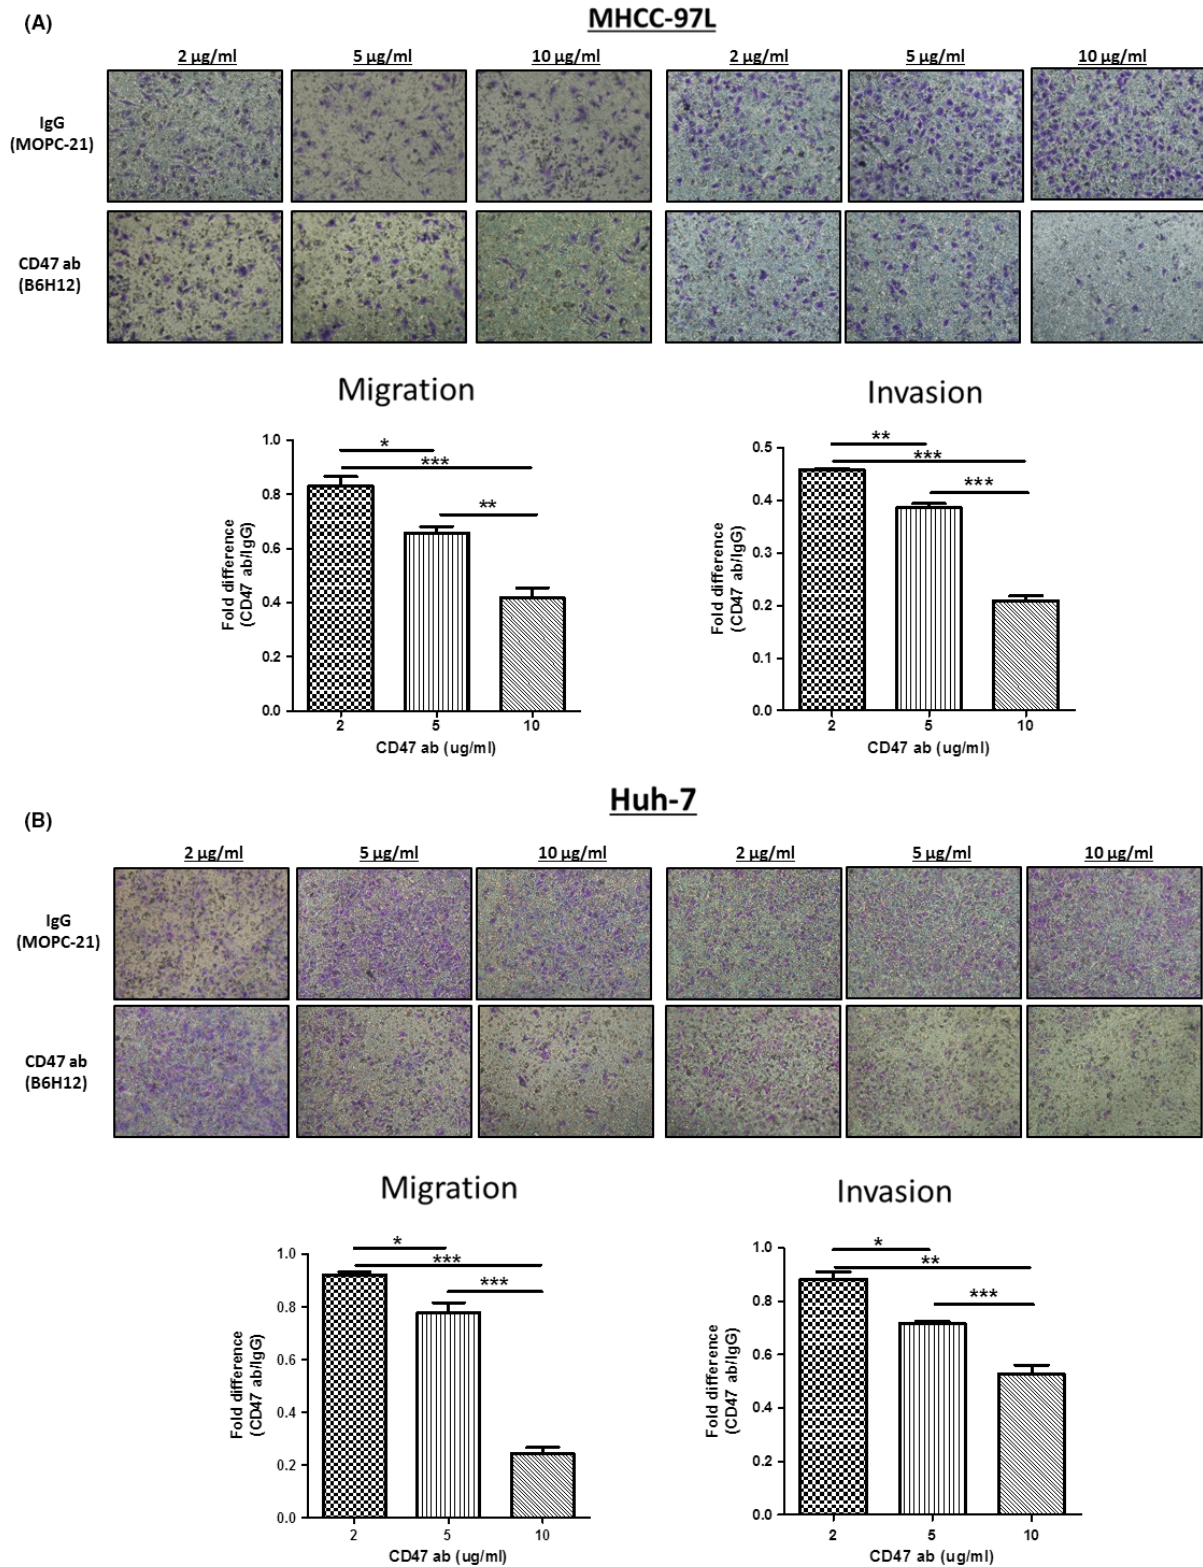 (A)
MHCC-97L
2 µg/ml 5 µg/ml 10 µg/ml 2 µg/ml 5 µg/ml 10 µg/ml
IgG
(MOPC-21)
CD47 ab
(B6H12)
Migration
Invasion
Fold difference
(CD47 ab/IgG)
1.0
0.8
0.6
0.4
0.2
0.0
*
***
**
2 5 10
CD47 ab (ug/ml)
Fold difference
(CD47 ab/IgG)
0.5
0.4
0.3
0.2
0.1
0.0
**
***
***
2 5 10
CD47 ab (ug/ml)
(B)
Huh-7
2 µg/ml 5 µg/ml 10 µg/ml 2 µg/ml 5 µg/ml 10 µg/ml
IgG
(MOPC-21)
CD47 ab
(B6H12)
Migration
Invasion
Fold difference
(CD47 ab/IgG)
1.0
0.8
0.6
0.4
0.2
0.0
*
***
***
2 5 10
CD47 ab (ug/ml)
Fold difference
(CD47 ab/IgG)
1.0
0.8
0.6
0.4
0.2
0.0
*
**
***
2 5 10
CD47 ab (ug/ml)